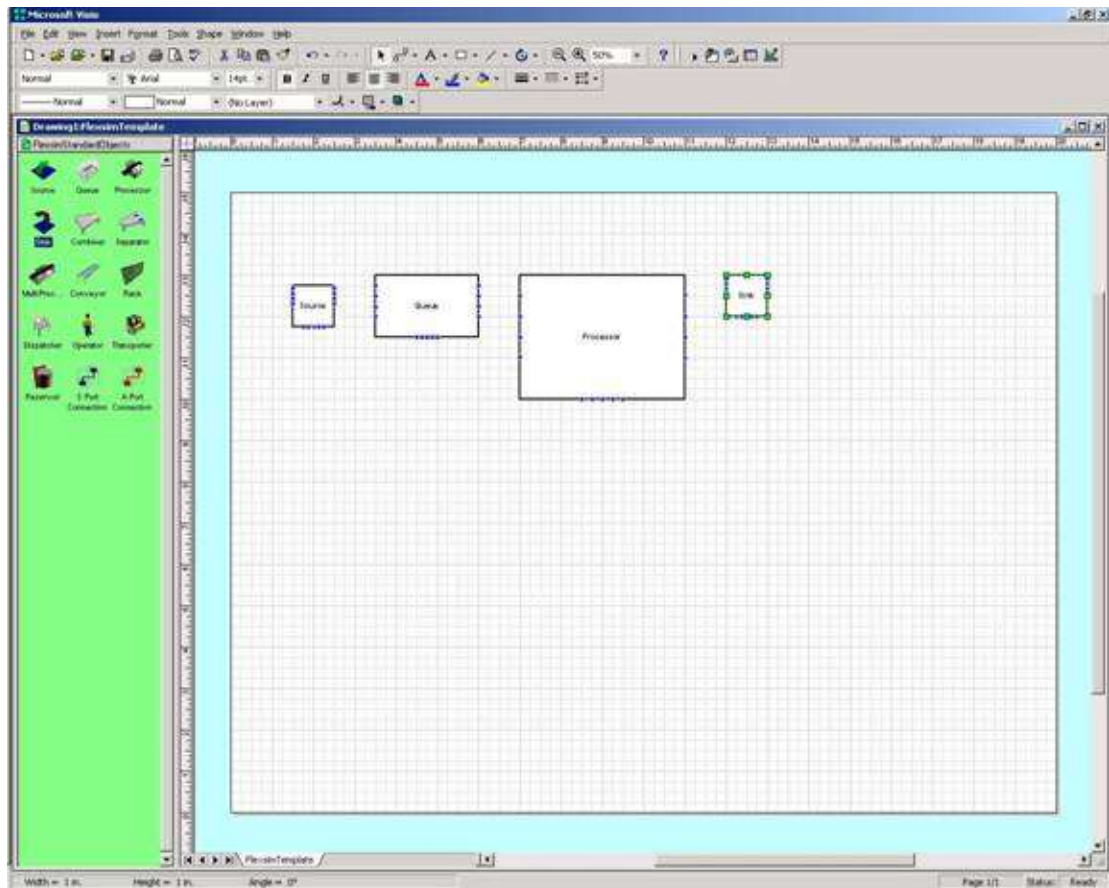 Microsoft Visio
File Edit View Insert Format Tools Shape Window Help
50%
Normal Arial 14pt. B I U
Normal Normal (No Layer)
Drawing1:FlexsimTemplate
FlexsimStandardObjects
Source Queue Processor
Sink Combiner Separator
MultiProc... Conveyor Rack
Dispatcher Operator Transporter
Reservoir S Port Connection A Port Connection
Source
Queue
Processor
Sink
FlexsimTemplate
Width = 1 in. Height = 1 in. Angle = 0° Page 1/1 Status: Ready